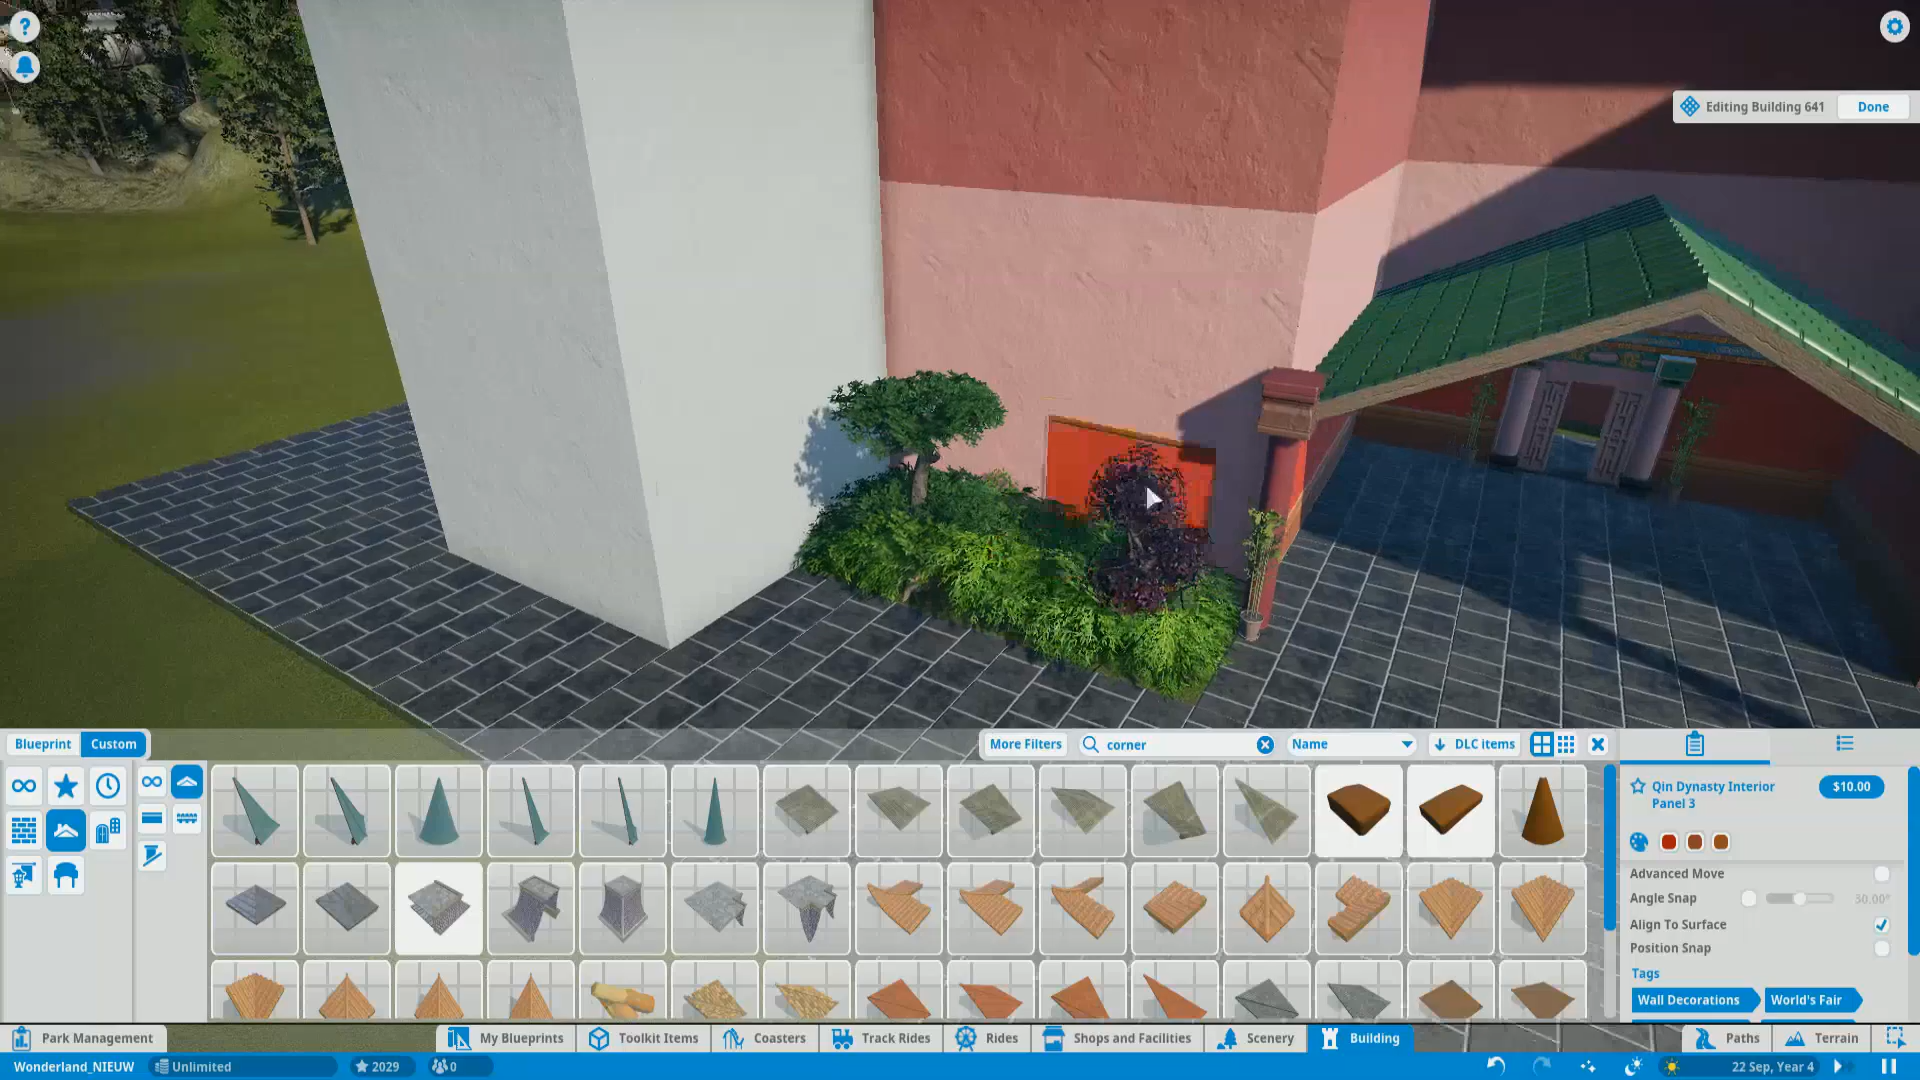 ?
Editing Building 641
Done
Blueprint
Custom
More Filters
corner
Name
DLC items
Qin Dynasty Interior
Panel 3
$10.00
Advanced Move
Angle Snap
30.00°
Align To Surface
Position Snap
Tags
Wall Decorations
World's Fair
Park Management
My Blueprints
Toolkit Items
Coasters
Track Rides
Rides
Shops and Facilities
Scenery
Building
Paths
Terrain
Wonderland_NIEUW
Unlimited
2029
0
22 Sep, Year 4